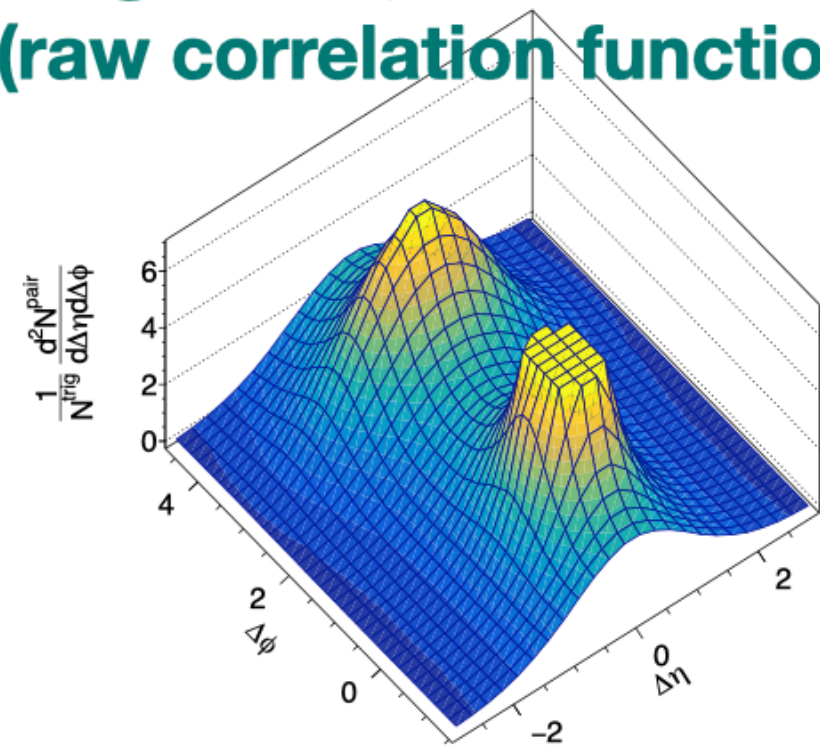 (raw correlation functio
1
N^trig
d²N^pair
dΔηdΔϕ
6
4
2
0
4
2
0
Δϕ
2
0
−2
Δη